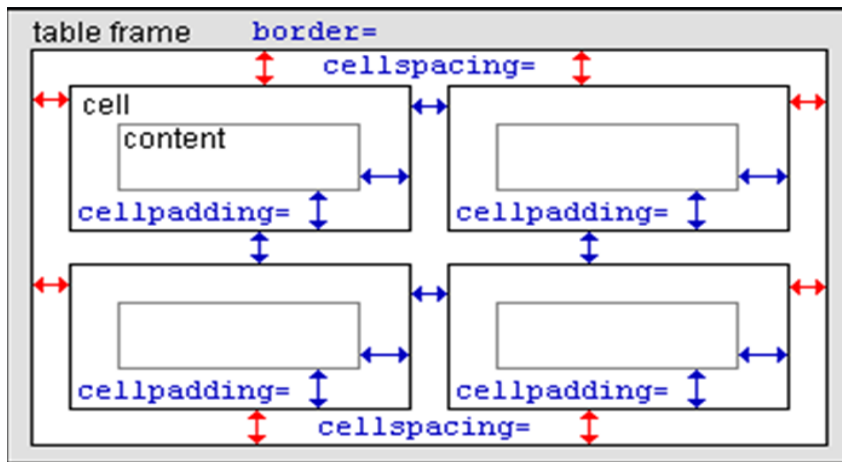 table frame border=
cellspacing=
cell
content
cellpadding= cellpadding=
cellpadding= cellpadding=
cellspacing=